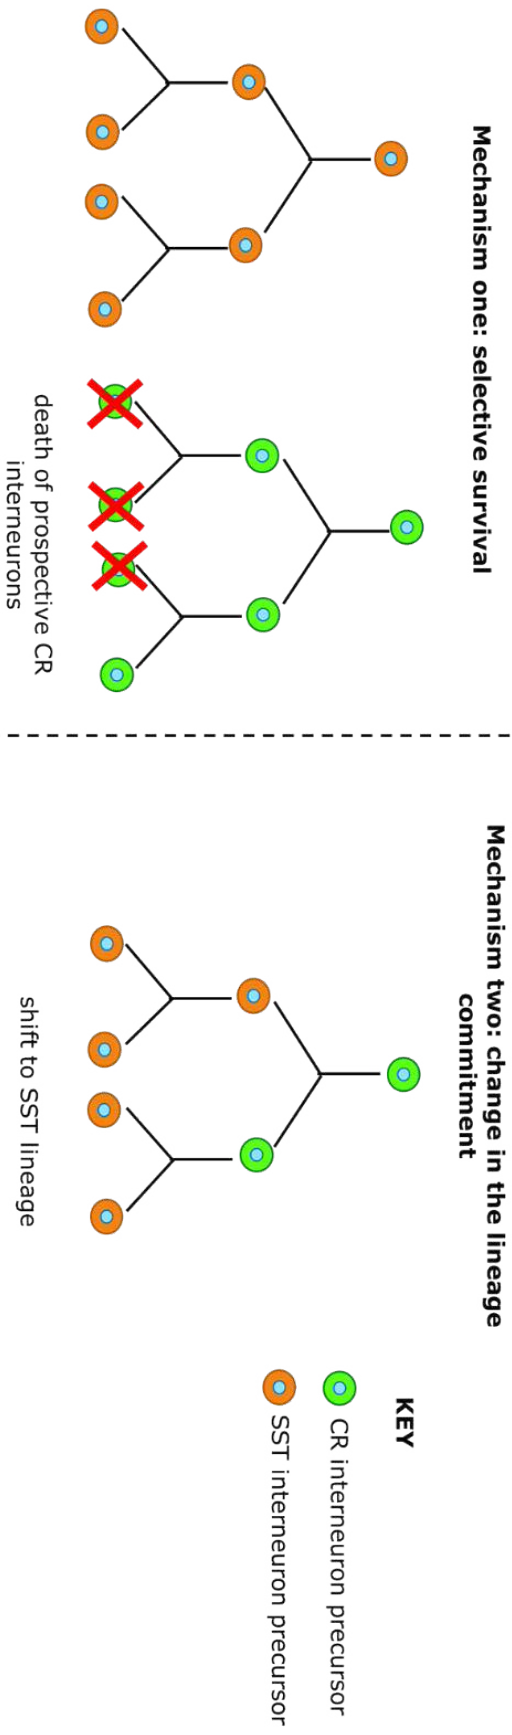 Mechanism one: selective survival
death of prospective CR
interneurons
Mechanism two: change in the lineage
commitment
shift to SST lineage
KEY
CR interneuron precursor
SST interneuron precursor